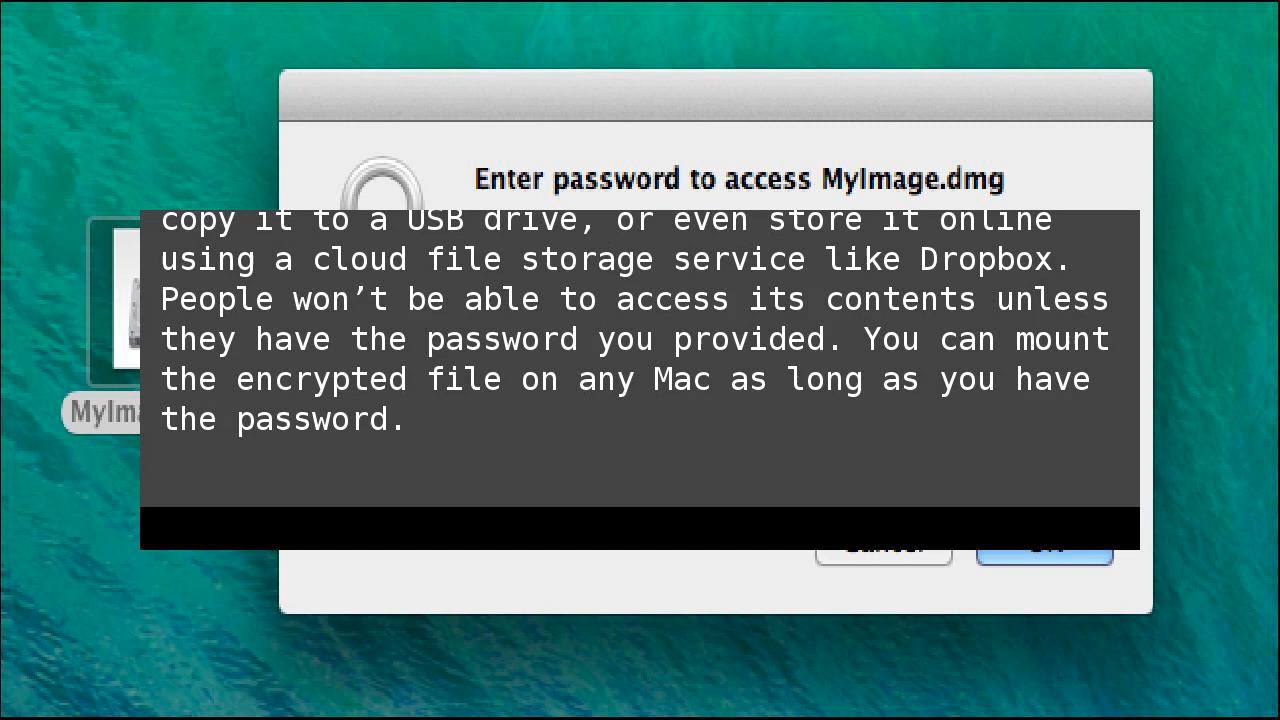 Enter password to access MyImage.dmg
copy it to a USB drive, or even store it online
using a cloud file storage service like Dropbox.
People won’t be able to access its contents unless
they have the password you provided. You can mount
the encrypted file on any Mac as long as you have
the password.